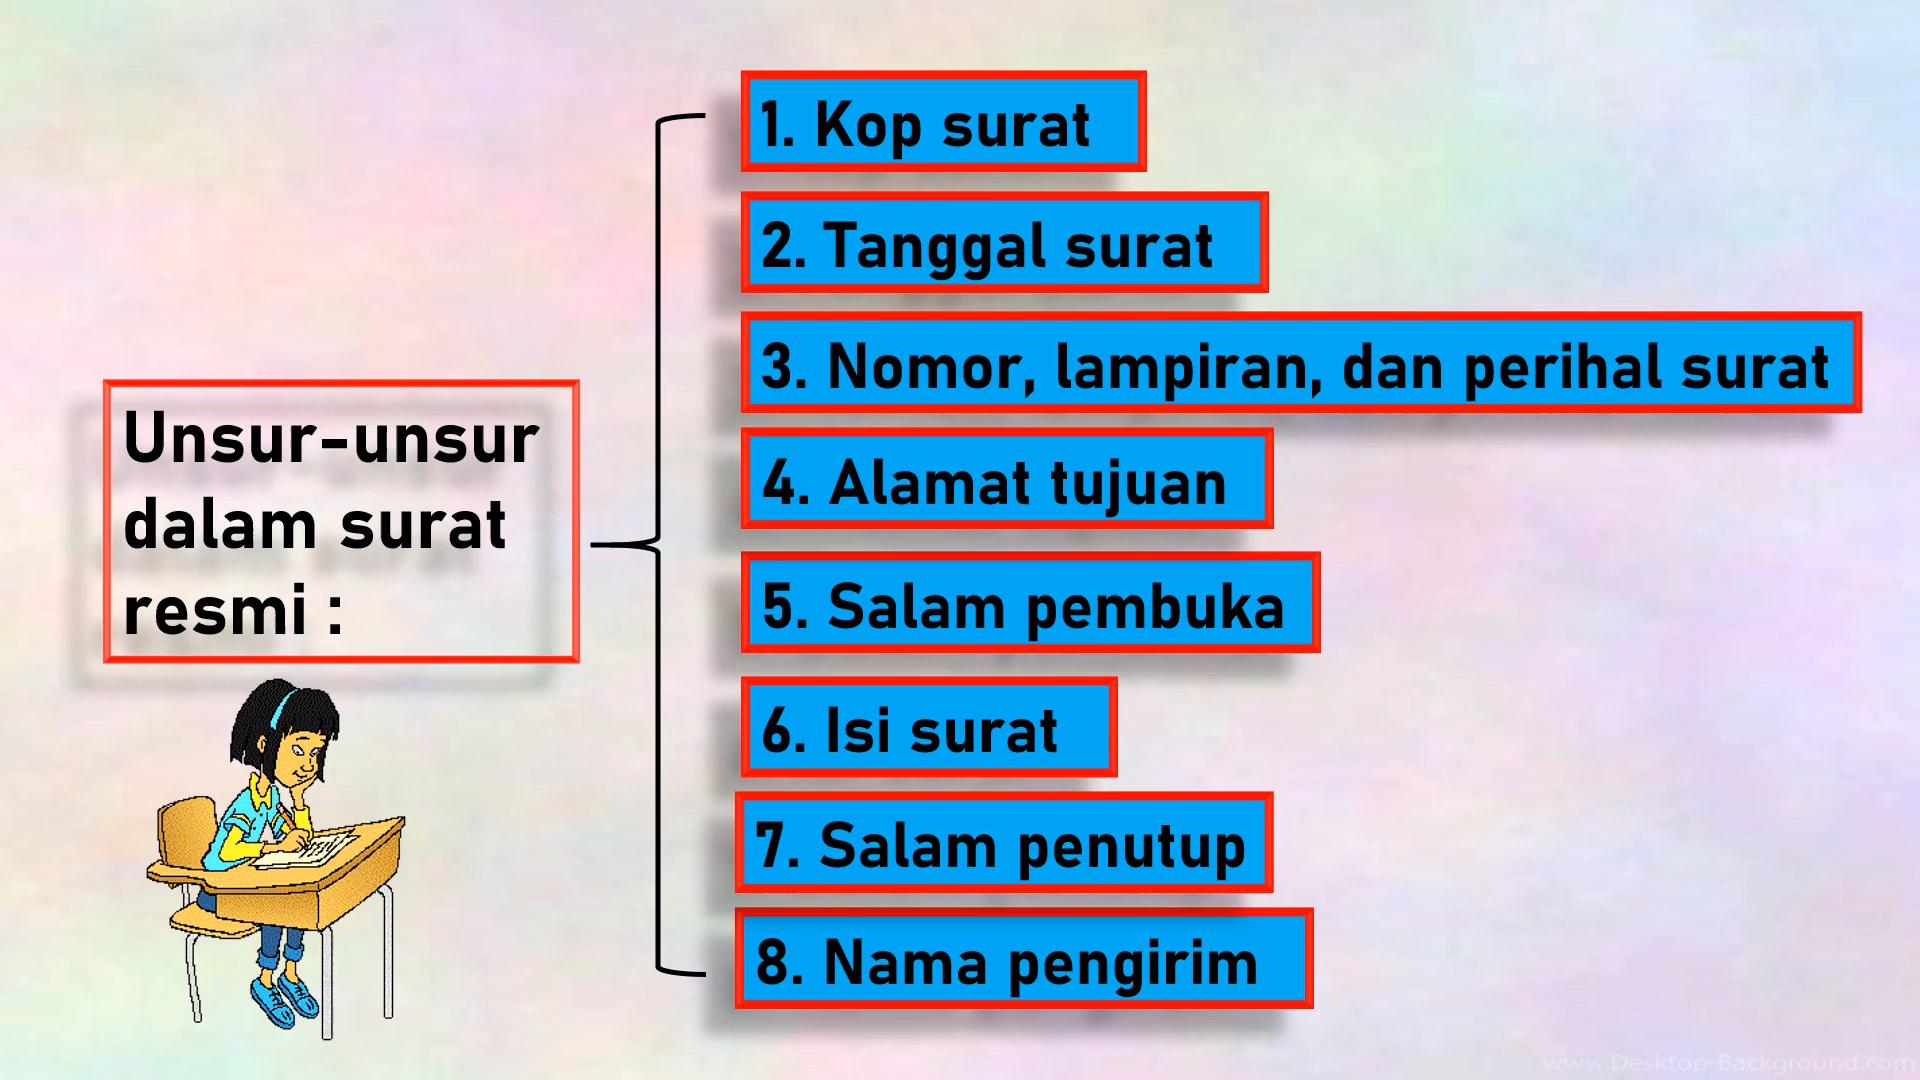 Unsur-unsur
dalam surat
resmi :
1. Kop surat
2. Tanggal surat
3. Nomor, lampiran, dan perihal surat
4. Alamat tujuan
5. Salam pembuka
6. Isi surat
7. Salam penutup
8. Nama pengirim
www.Desktop-Background.com